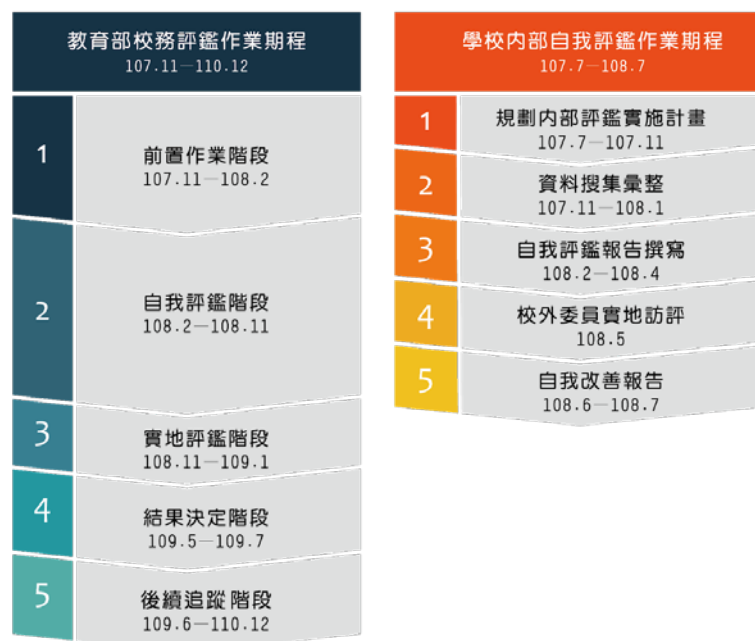 教育部校務評鑑作業期程
107.11—110.12
1
前置作業階段
107.11—108.2
2
自我評鑑階段
108.2—108.11
3
實地評鑑階段
108.11—109.1
4
結果決定階段
109.5—109.7
5
後續追蹤階段
109.6—110.12
學校內部自我評鑑作業期程
107.7—108.7
1
規劃內部評鑑實施計畫
107.7—107.11
2
資料搜集彙整
107.11—108.1
3
自我評鑑報告撰寫
108.2—108.4
4
校外委員實地訪評
108.5
5
自我改善報告
108.6—108.7